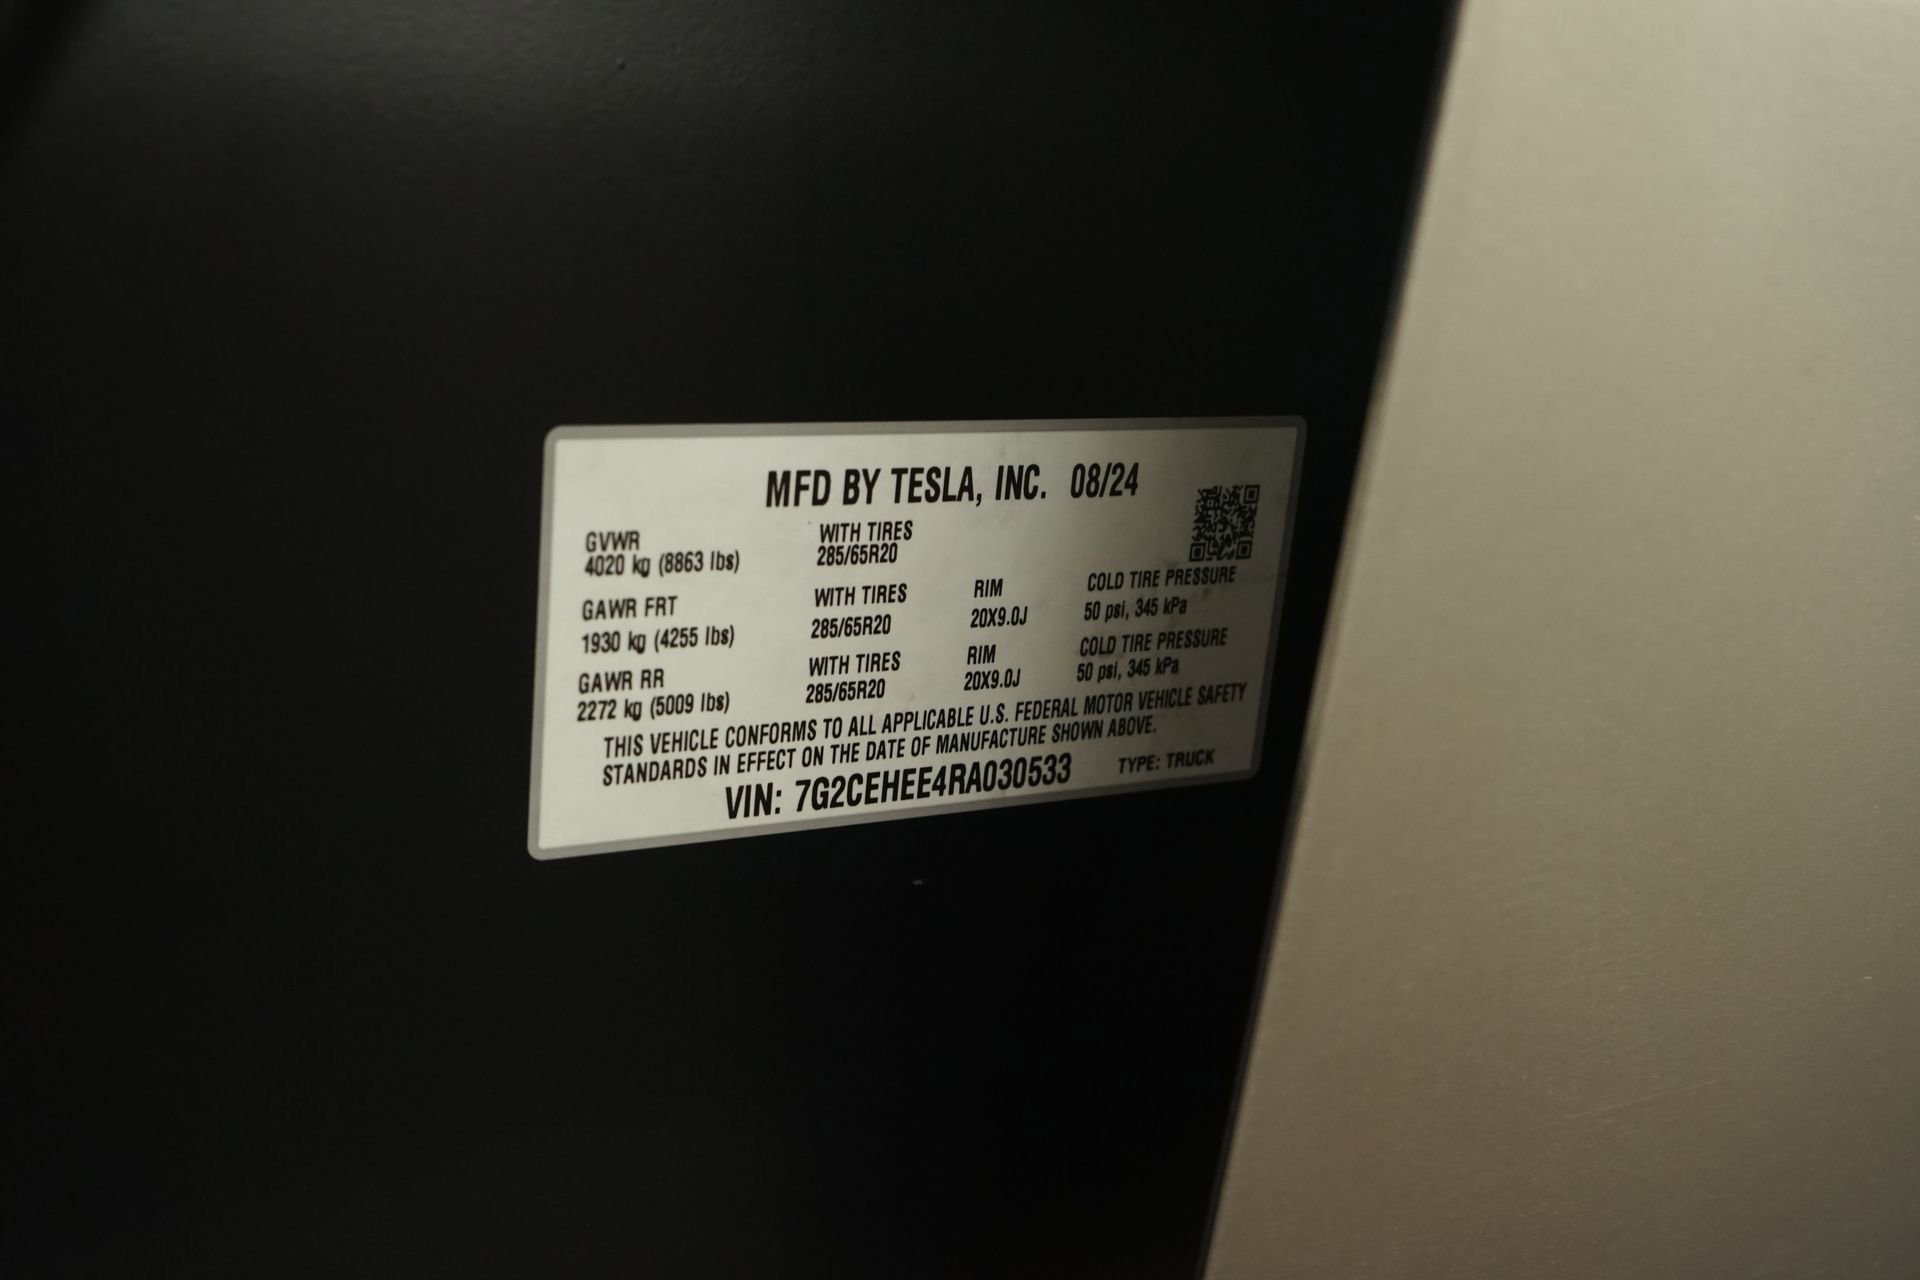 MFD BY TESLA, INC. 08/24
GVWR WITH TIRES
4020 kg (8863 lbs) 285/65R20
GAWR FRT WITH TIRES RIM COLD TIRE PRESSURE
1930 kg (4255 lbs) 285/65R20 20X9.0J 50 psi, 345 kPa
GAWR RR WITH TIRES RIM COLD TIRE PRESSURE
2272 kg (5009 lbs) 285/65R20 20X9.0J 50 psi, 345 kPa
THIS VEHICLE CONFORMS TO ALL APPLICABLE U.S. FEDERAL MOTOR VEHICLE SAFETY
STANDARDS IN EFFECT ON THE DATE OF MANUFACTURE SHOWN ABOVE.
VIN: 7G2CEHEE4RA030533 TYPE: TRUCK